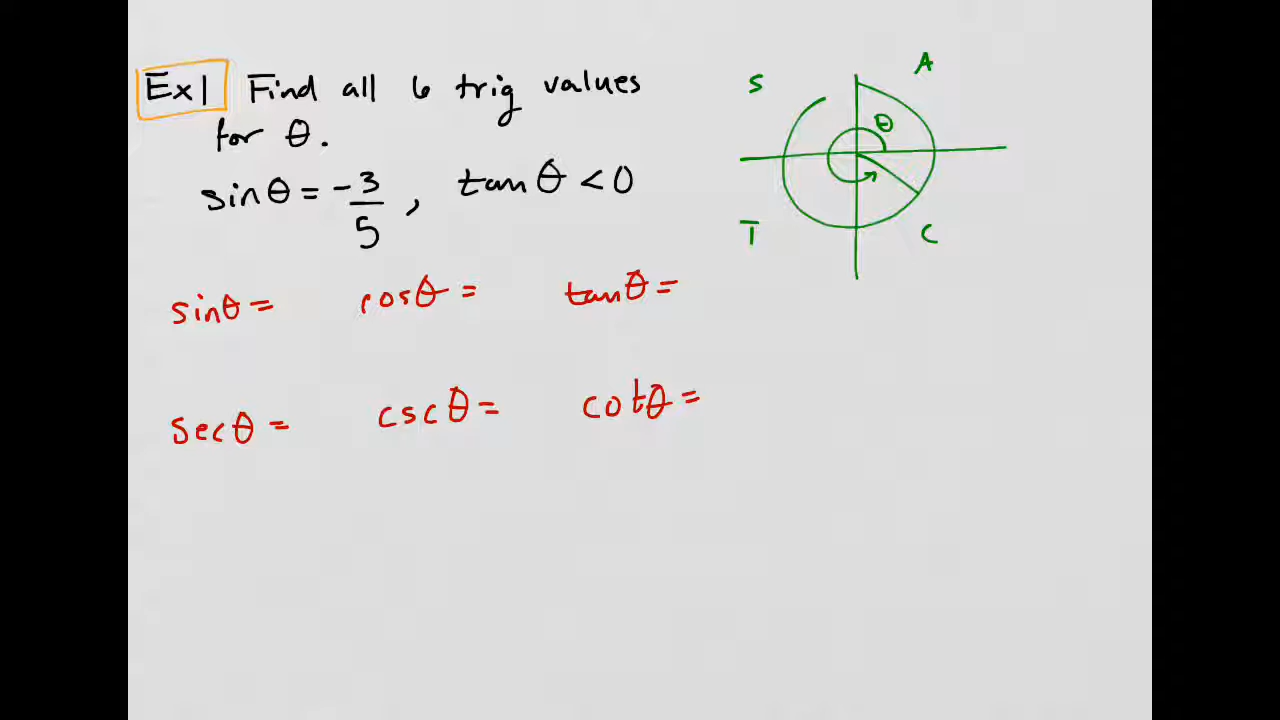 Ex1 Find all 6 trig values
for θ.
sinθ = -3/5 , tanθ < 0
S A
θ
T C
sinθ = cosθ = tanθ =
secθ = cscθ = cotθ =